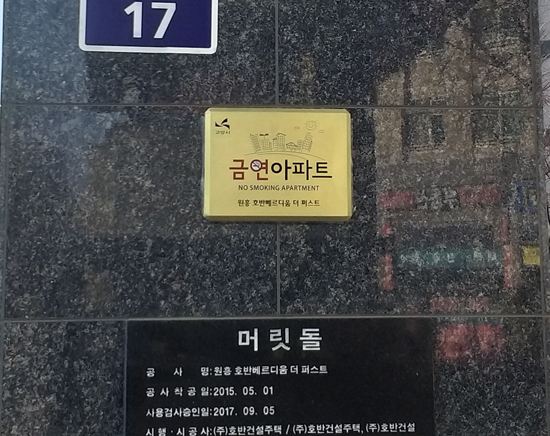 17
고양시
금연아파트
NO SMOKING APARTMENT
원흥 호반베르디움 더 퍼스트
머릿돌
공 사 명:원흥 호반베르디움 더 퍼스트
공 사 착 공 일:2015. 05. 01
사용검사승인일:2017. 09. 05
시 행 · 시 공 사:(주)호반건설주택 / (주)호반건설주택, (주)호반건설